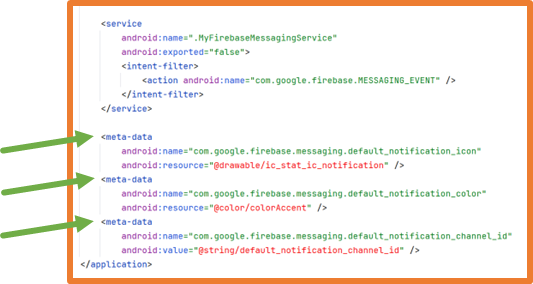 <service
android:name=".MyFirebaseMessagingService"
android:exported="false">
<intent-filter>
<action android:name="com.google.firebase.MESSAGING_EVENT" />
</intent-filter>
</service>
<meta-data
android:name="com.google.firebase.messaging.default_notification_icon"
android:resource="@drawable/ic_stat_ic_notification" />
<meta-data
android:name="com.google.firebase.messaging.default_notification_color"
android:resource="@color/colorAccent" />
<meta-data
android:name="com.google.firebase.messaging.default_notification_channel_id"
android:value="@string/default_notification_channel_id" />
</application>